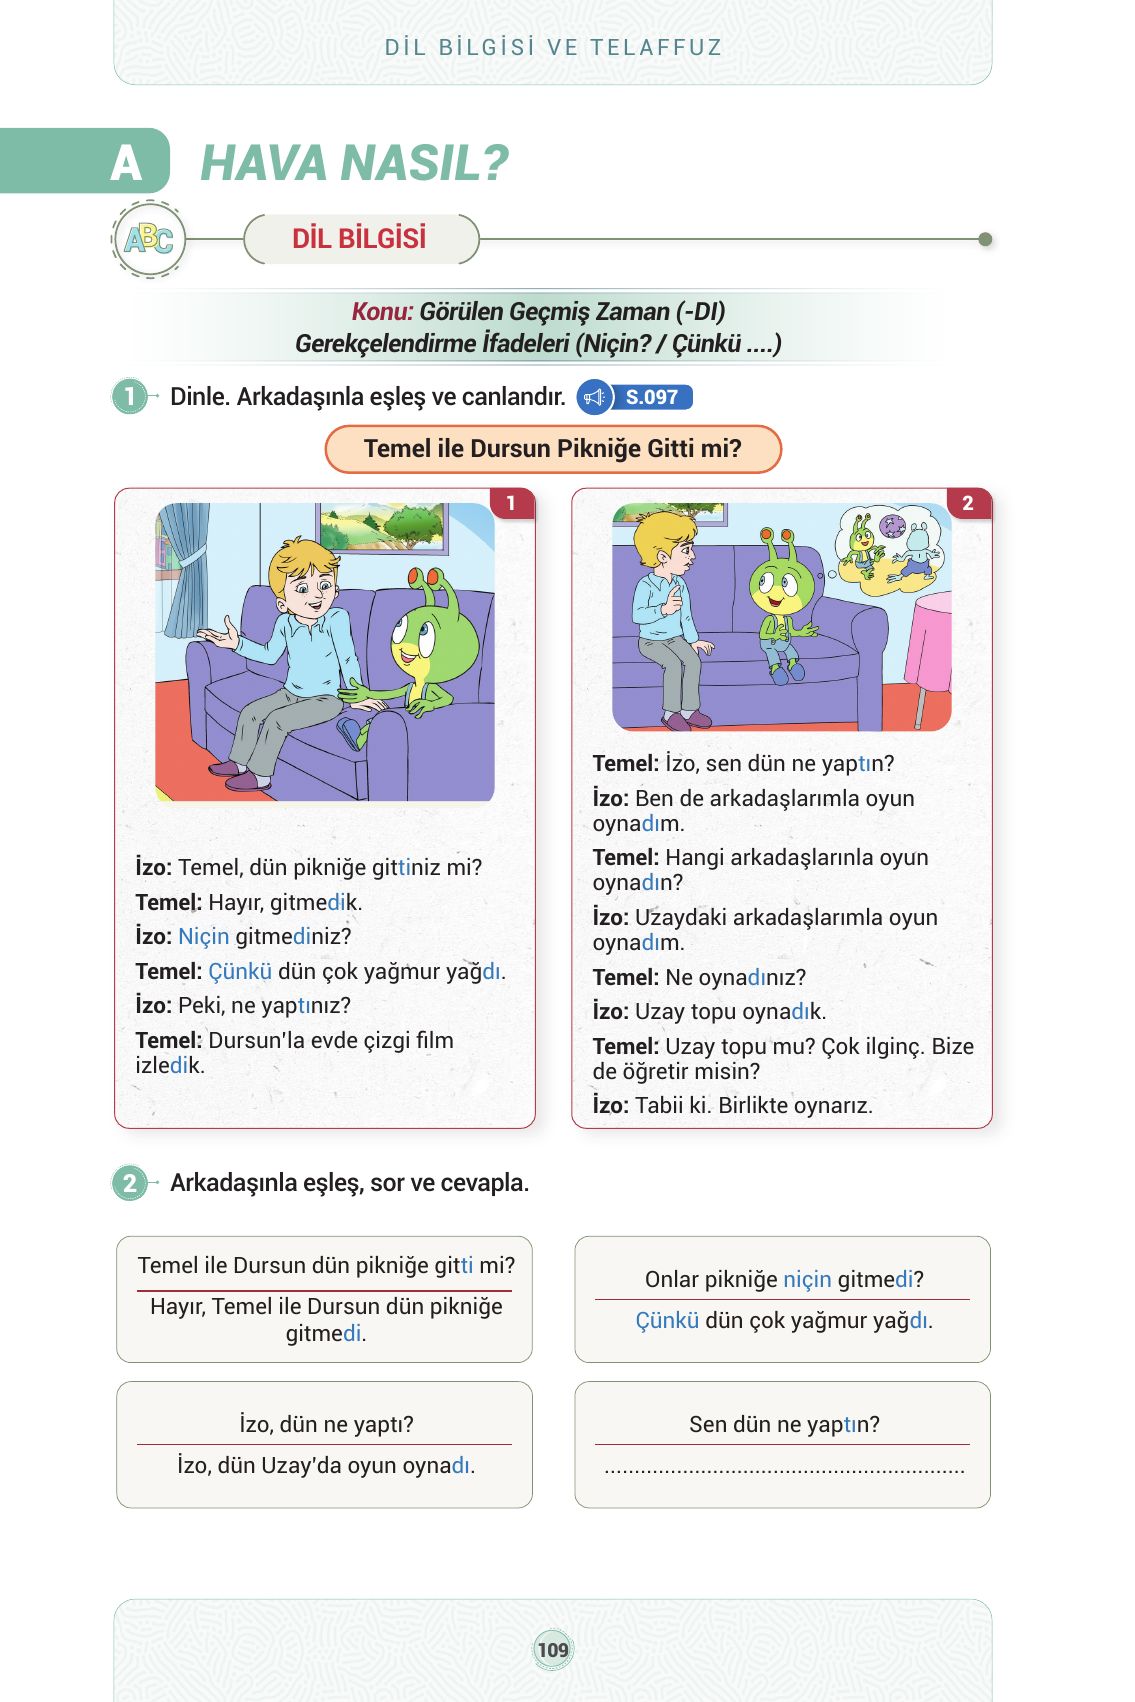 DİL BİLGİSİ VE TELAFFUZ
A HAVA NASIL?
ABC
DİL BİLGİSİ
Konu: Görülen Geçmiş Zaman (-DI)
Gerekçelendirme İfadeleri (Niçin? / Çünkü ....)
1 Dinle. Arkadaşınla eşleş ve canlandır. S.097
Temel ile Dursun Pikniğe Gitti mi?
1
İzo: Temel, dün pikniğe gittiniz mi?
Temel: Hayır, gitmedik.
İzo: Niçin gitmediniz?
Temel: Çünkü dün çok yağmur yağdı.
İzo: Peki, ne yaptınız?
Temel: Dursun'la evde çizgi film
izledik.
2
Temel: İzo, sen dün ne yaptın?
İzo: Ben de arkadaşlarımla oyun
oynadım.
Temel: Hangi arkadaşlarınla oyun
oynadın?
İzo: Uzaydaki arkadaşlarımla oyun
oynadım.
Temel: Ne oynadınız?
İzo: Uzay topu oynadık.
Temel: Uzay topu mu? Çok ilginç. Bize
de öğretir misin?
İzo: Tabii ki. Birlikte oynarız.
2 Arkadaşınla eşleş, sor ve cevapla.
Temel ile Dursun dün pikniğe gitti mi?
Hayır, Temel ile Dursun dün pikniğe
gitmedi.
Onlar pikniğe niçin gitmedi?
Çünkü dün çok yağmur yağdı.
İzo, dün ne yaptı?
İzo, dün Uzay'da oyun oynadı.
Sen dün ne yaptın?
............................................................
109